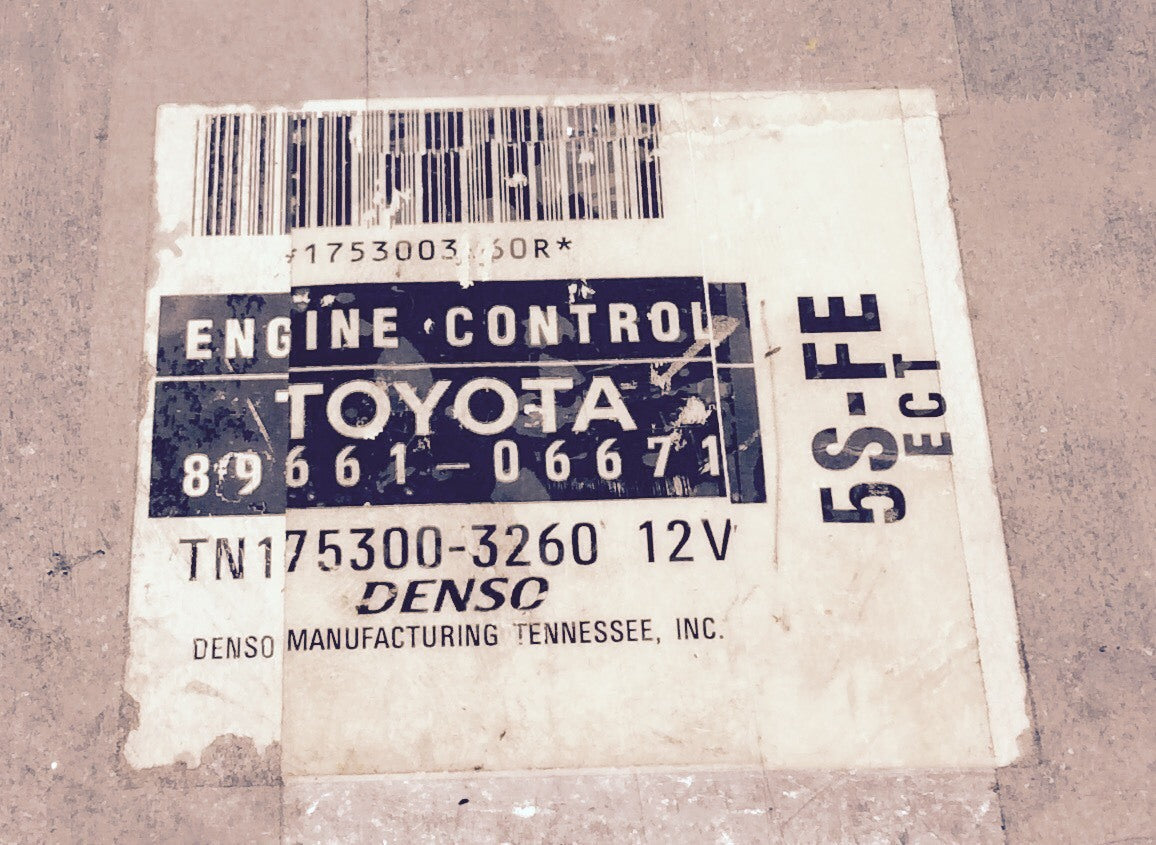 ENGINE CONTROL
TOYOTA
89661-06671
TN175300-3260 12V
DENSO
DENSO MANUFACTURING TENNESSEE, INC.
5S-FE
ECT